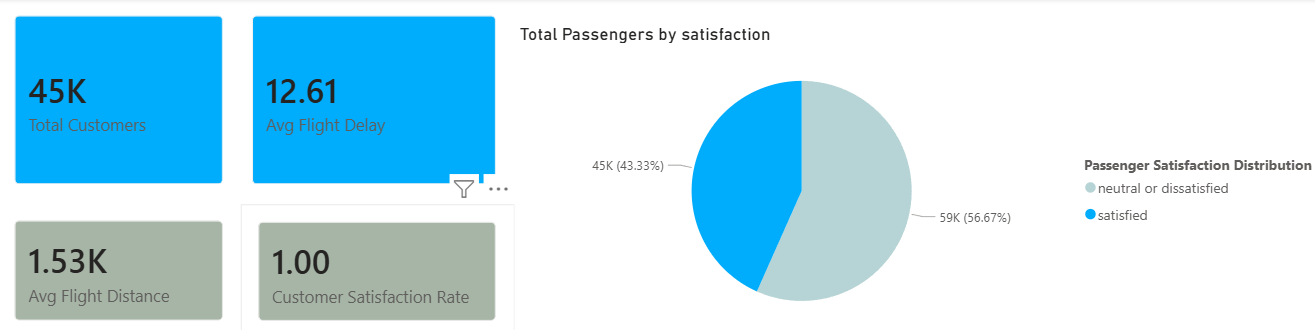 45K
Total Customers
12.61
Avg Flight Delay
1.53K
Avg Flight Distance
1.00
Customer Satisfaction Rate
Total Passengers by satisfaction
45K (43.33%)
59K (56.67%)
Passenger Satisfaction Distribution
neutral or dissatisfied
satisfied